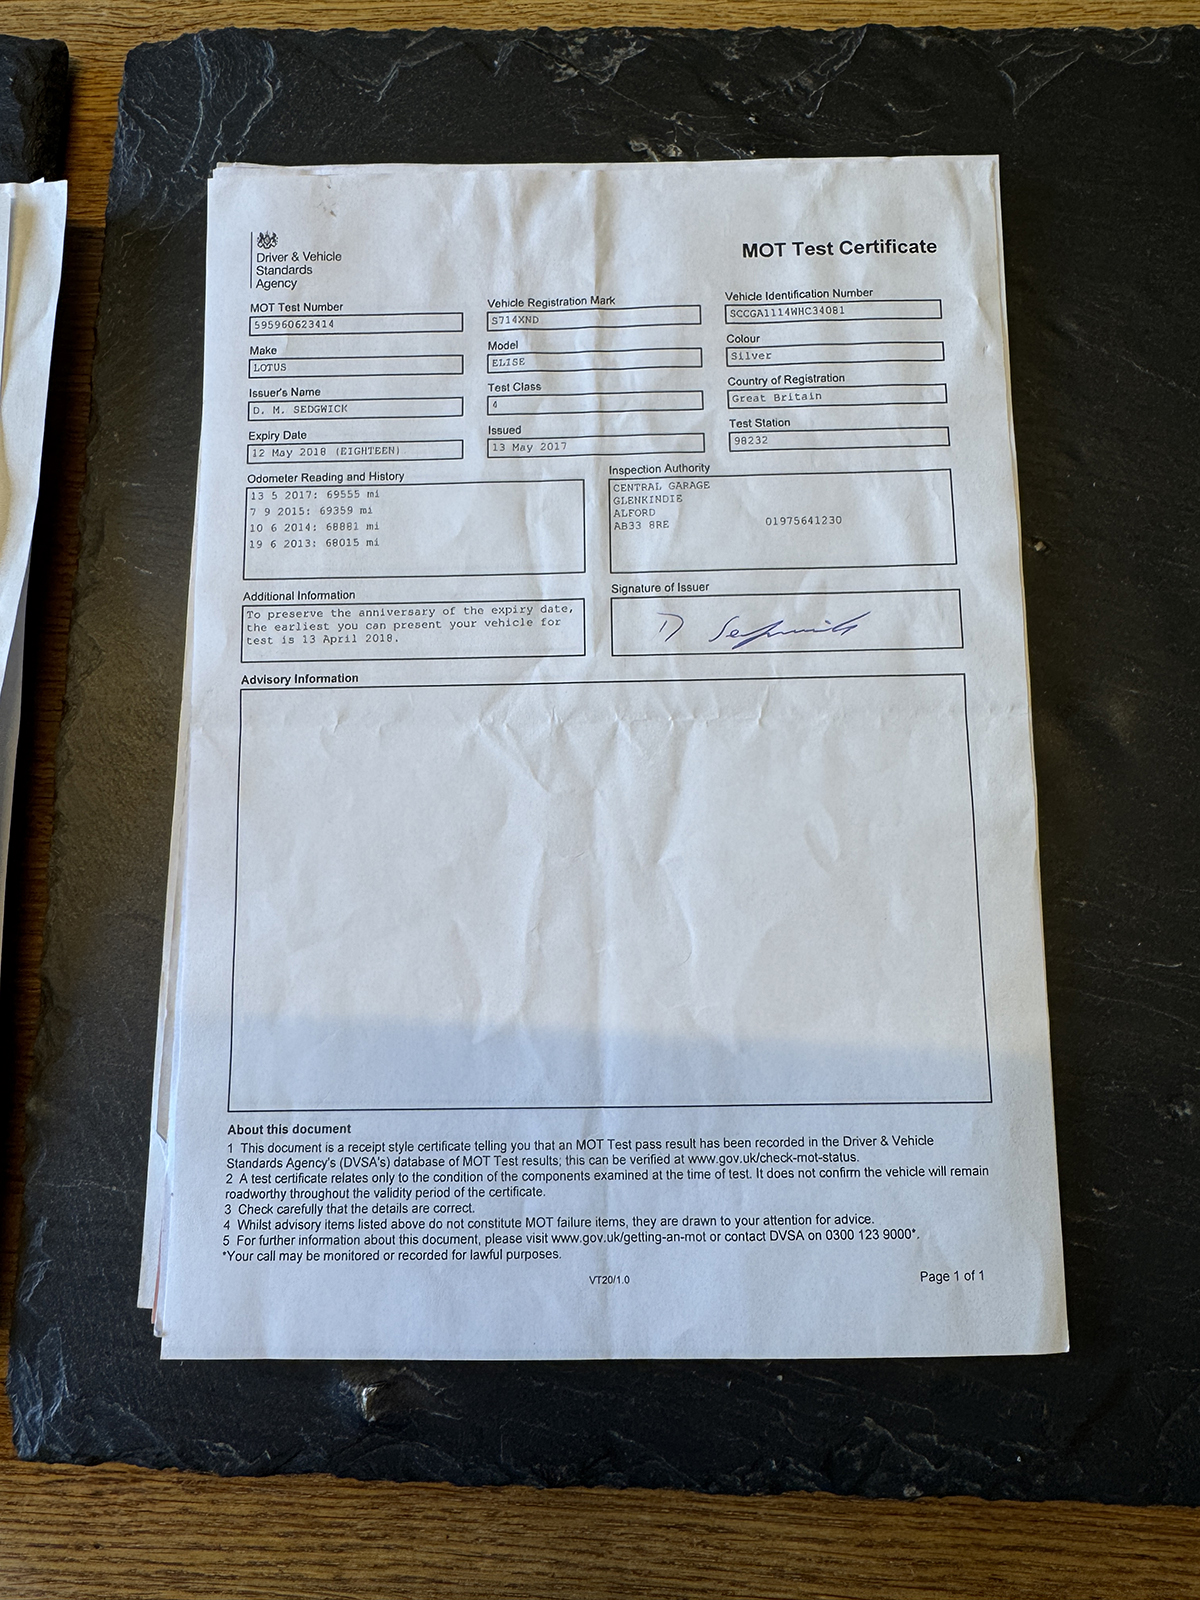 Driver & Vehicle
Standards
Agency
MOT Test Certificate
MOT Test Number
595960623414
Vehicle Registration Mark
S714XND
Vehicle Identification Number
SCCGA1114WHC34081
Make
LOTUS
Model
ELISE
Colour
Silver
Issuer's Name
D. M. SEDGWICK
Test Class
4
Country of Registration
Great Britain
Expiry Date
12 May 2018 (EIGHTEEN)
Issued
13 May 2017
Test Station
98232
Odometer Reading and History
13 5 2017: 69555 mi
7 9 2015: 69359 mi
10 6 2014: 68881 mi
19 6 2013: 68015 mi
Inspection Authority
CENTRAL GARAGE
GLENKINDIE
ALFORD
AB33 8RE 01975641230
Additional Information
To preserve the anniversary of the expiry date,
the earliest you can present your vehicle for
test is 13 April 2018.
Signature of Issuer
D Sedgwick
Advisory Information
About this document
1 This document is a receipt style certificate telling you that an MOT Test pass result has been recorded in the Driver & Vehicle
Standards Agency's (DVSA's) database of MOT Test results; this can be verified at www.gov.uk/check-mot-status.
2 A test certificate relates only to the condition of the components examined at the time of test. It does not confirm the vehicle will remain
roadworthy throughout the validity period of the certificate.
3 Check carefully that the details are correct.
4 Whilst advisory items listed above do not constitute MOT failure items, they are drawn to your attention for advice.
5 For further information about this document, please visit www.gov.uk/getting-an-mot or contact DVSA on 0300 123 9000*.
*Your call may be monitored or recorded for lawful purposes.
VT20/1.0
Page 1 of 1